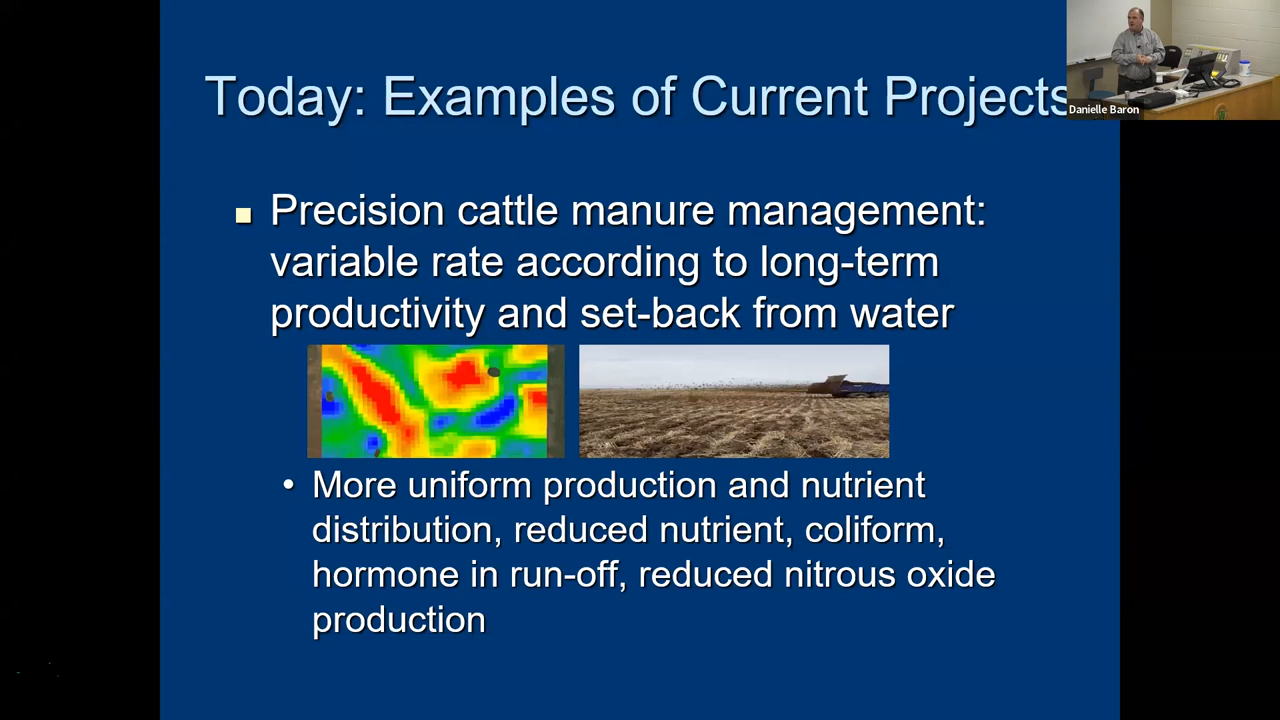 Today: Examples of Current Projects
Danielle Baron
Precision cattle manure management:
variable rate according to long-term
productivity and set-back from water
More uniform production and nutrient
distribution, reduced nutrient, coliform,
hormone in run-off, reduced nitrous oxide
production